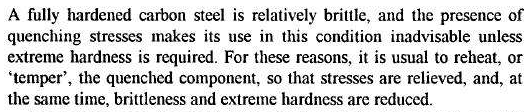 A fully hardened carbon steel is relatively brittle, and the presence of
quenching stresses makes its use in this condition inadvisable unless
extreme hardness is required. For these reasons, it is usual to reheat, or
‘temper’, the quenched component, so that stresses are relieved, and, at
the same time, brittleness and extreme hardness are reduced.